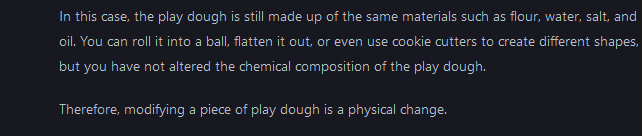 In this case, the play dough is still made up of the same materials such as flour, water, salt, and
oil. You can roll it into a ball, flatten it out, or even use cookie cutters to create different shapes,
but you have not altered the chemical composition of the play dough.
Therefore, modifying a piece of play dough is a physical change.